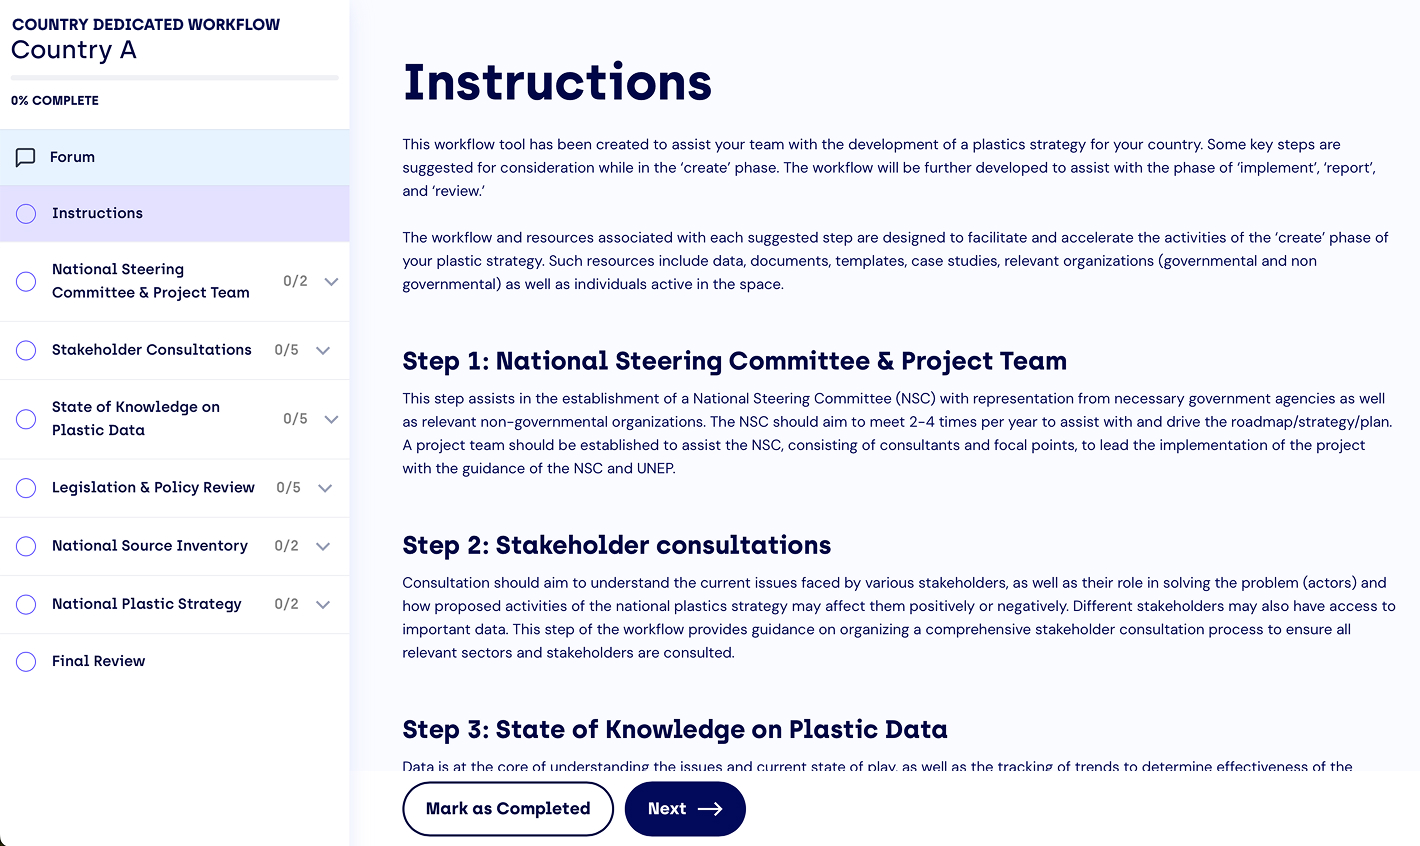 COUNTRY DEDICATED WORKFLOW
Country A
0% COMPLETE
Forum
Instructions
National Steering
Committee & Project Team
0/2
Stakeholder Consultations
0/5
State of Knowledge on
Plastic Data
0/5
Legislation & Policy Review
0/5
National Source Inventory
0/2
National Plastic Strategy
0/2
Final Review
Instructions
This workflow tool has been created to assist your team with the development of a plastics strategy for your country. Some key steps are
suggested for consideration while in the ‘create’ phase. The workflow will be further developed to assist with the phase of ‘implement’, ‘report’,
and ‘review.‘
The workflow and resources associated with each suggested step are designed to facilitate and accelerate the activities of the ‘create’ phase of
your plastic strategy. Such resources include data, documents, templates, case studies, relevant organizations (governmental and non
governmental) as well as individuals active in the space.
Step 1: National Steering Committee & Project Team
This step assists in the establishment of a National Steering Committee (NSC) with representation from necessary government agencies as well
as relevant non-governmental organizations. The NSC should aim to meet 2-4 times per year to assist with and drive the roadmap/strategy/plan.
A project team should be established to assist the NSC, consisting of consultants and focal points, to lead the implementation of the project
with the guidance of the NSC and UNEP.
Step 2: Stakeholder consultations
Consultation should aim to understand the current issues faced by various stakeholders, as well as their role in solving the problem (actors) and
how proposed activities of the national plastics strategy may affect them positively or negatively. Different stakeholders may also have access to
important data. This step of the workflow provides guidance on organizing a comprehensive stakeholder consultation process to ensure all
relevant sectors and stakeholders are consulted.
Step 3: State of Knowledge on Plastic Data
Data is at the core of understanding the issues and current state of play, as well as the tracking of trends to determine effectiveness of the
Mark as Completed
Next